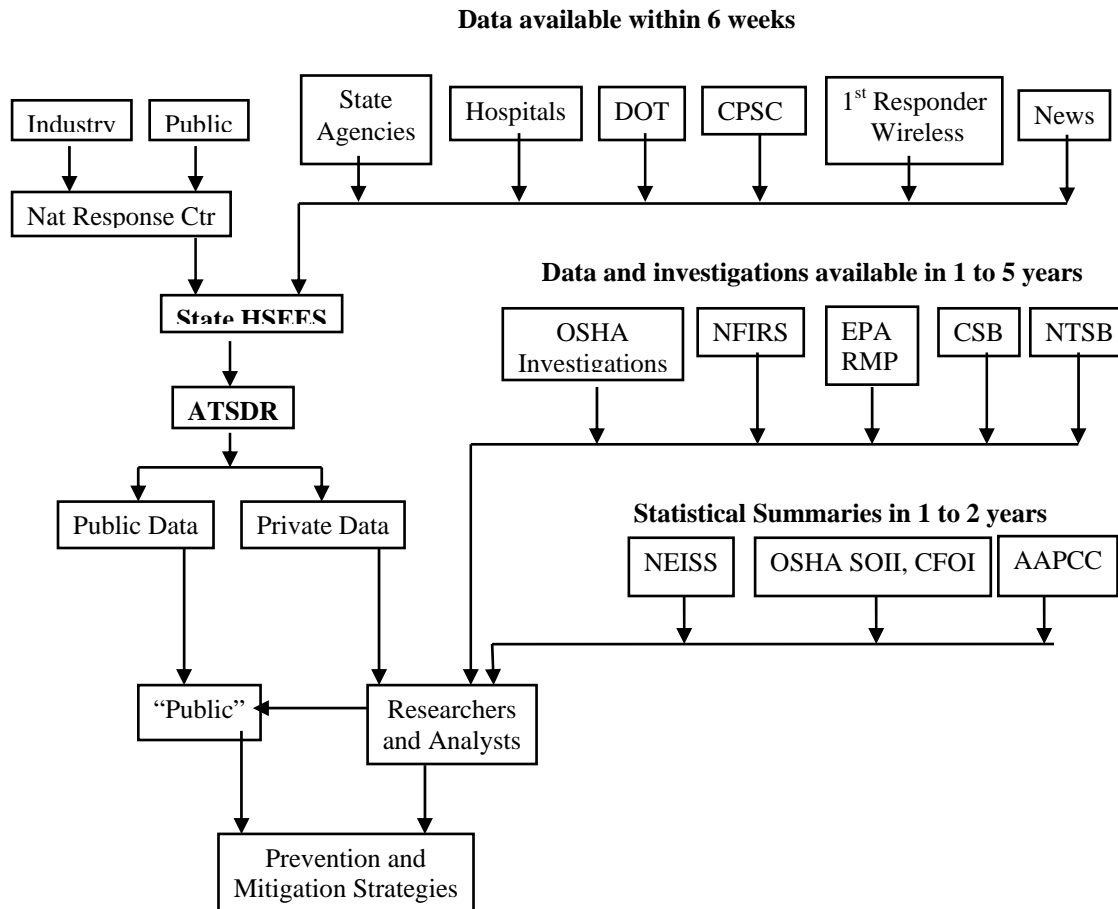 Data available within 6 weeks
Industry
Public
State
Agencies
Hospitals
DOT
CPSC
1st Responder
Wireless
News
Nat Response Ctr
Data and investigations available in 1 to 5 years
State HSEES
OSHA
Investigations
NFIRS
EPA
RMP
CSB
NTSB
ATSDR
Public Data
Private Data
Statistical Summaries in 1 to 2 years
NEISS
OSHA SOII, CFOI
AAPCC
“Public”
Researchers
and Analysts
Prevention and
Mitigation Strategies